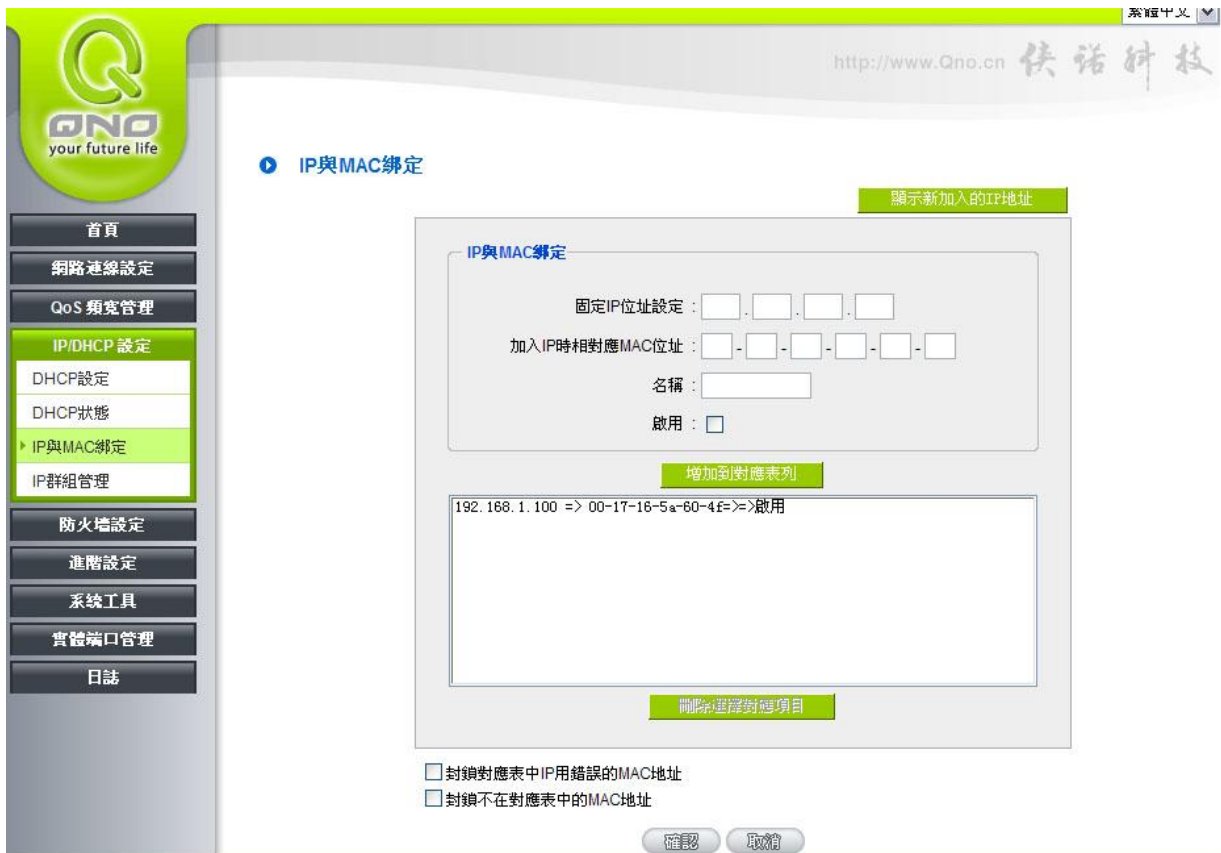 繁體中文
http://www.Qno.cn 侠诺科技
QNO
your future life
IP與MAC綁定
顯示新加入的IP地址
首頁
網路連線設定
QoS 頻寬管理
IP/DHCP 設定
DHCP設定
DHCP狀態
IP與MAC綁定
IP群組管理
防火墻設定
進階設定
系統工具
實體端口管理
日誌
IP與MAC綁定
固定IP位址設定 : . . .
加入IP時相對應MAC位址 : - - - - -
名稱 :
啟用 :
增加到對應表列
192.168.1.100 => 00-17-16-5a-60-4f=>=>啟用
刪除選擇對應項目
封鎖對應表中IP用錯誤的MAC地址
封鎖不在對應表中的MAC地址
確認 取消